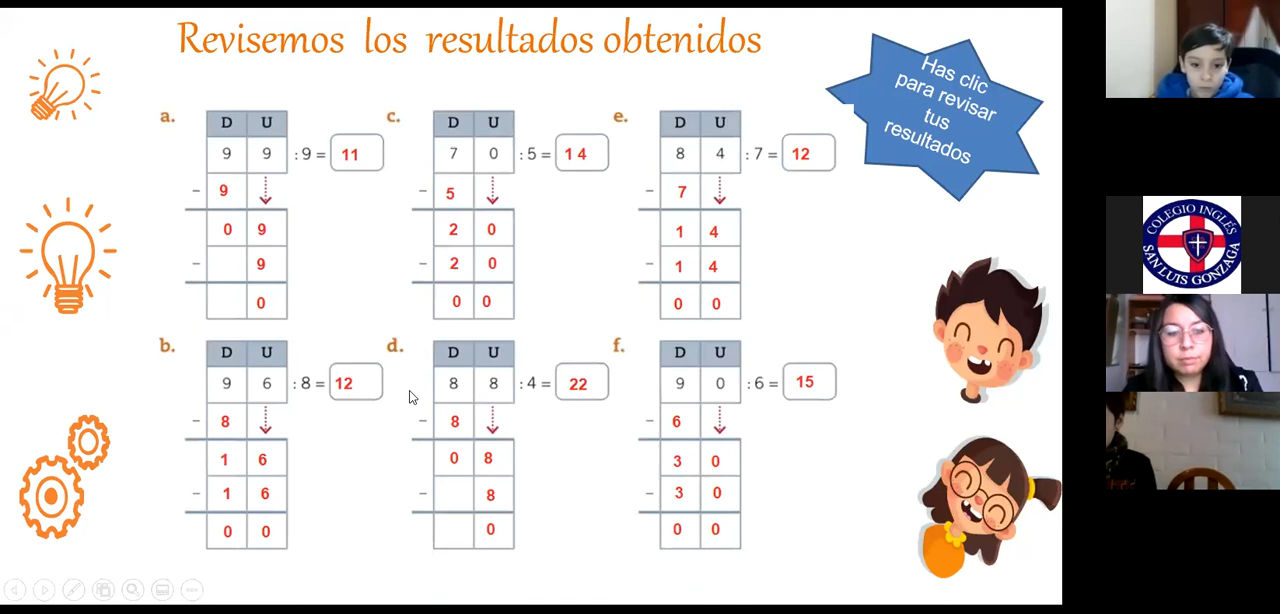 Revisemos los resultados obtenidos
Has clic
para revisar
tus
resultados
a.
D U
9 9 : 9 = 11
- 9
0 9
- 9
0
c.
D U
7 0 : 5 = 1 4
- 5
2 0
- 2 0
0 0
e.
D U
8 4 : 7 = 12
- 7
1 4
- 1 4
0 0
b.
D U
9 6 : 8 = 12
- 8
1 6
- 1 6
0 0
d.
D U
8 8 : 4 = 22
- 8
0 8
- 8
0
f.
D U
9 0 : 6 = 15
- 6
3 0
- 3 0
0 0
COLEGIO INGLÉS
SAN LUIS GONZAGA